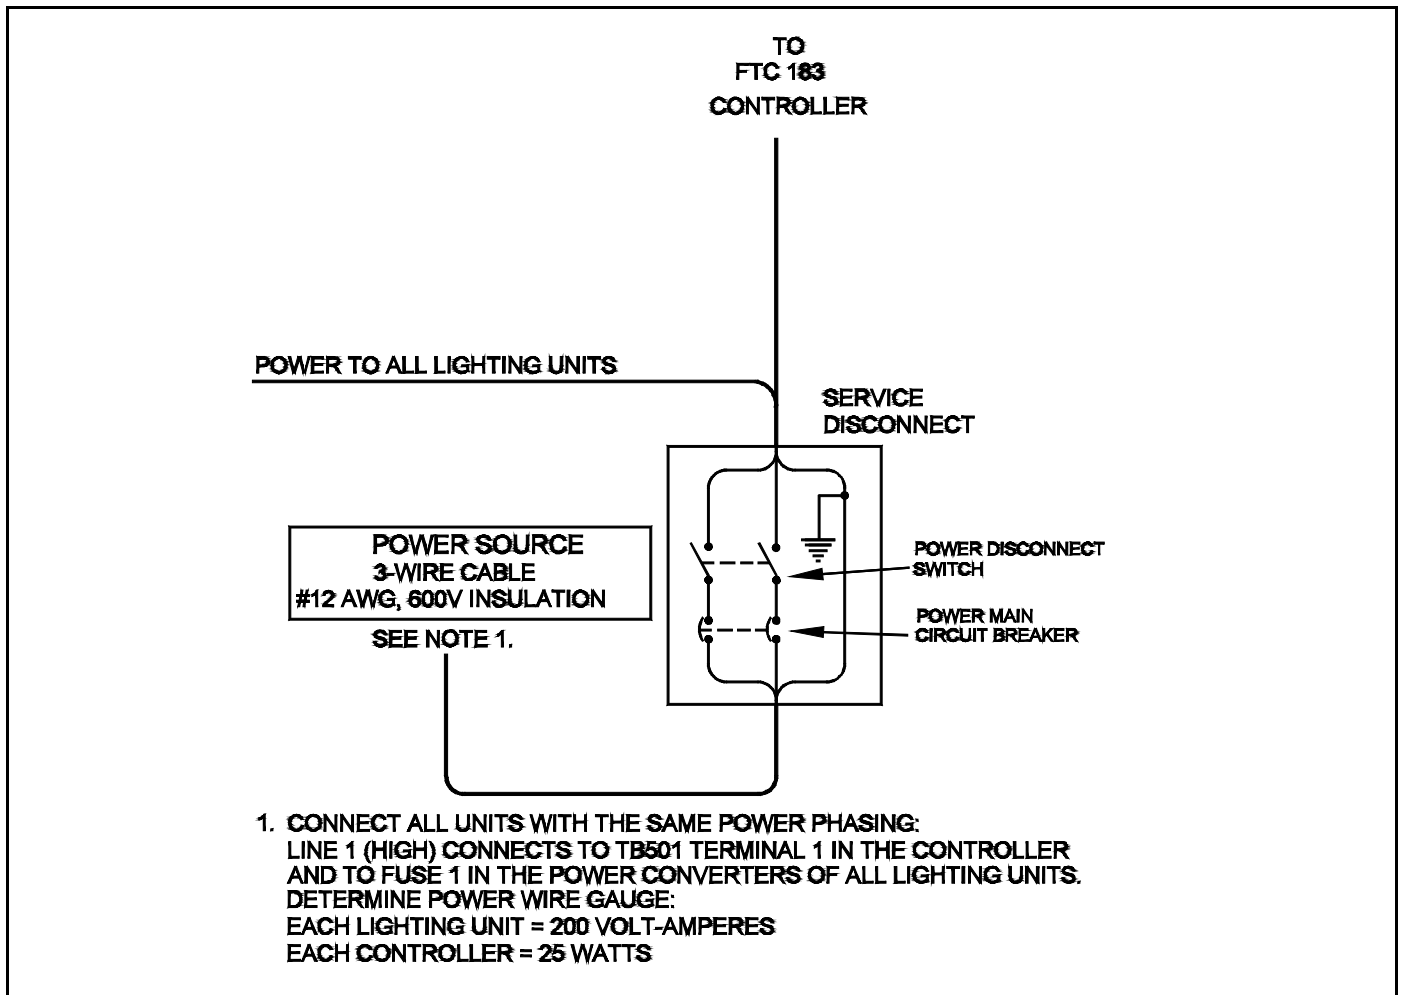 TO
FTC 183
CONTROLLER
POWER TO ALL LIGHTING UNITS
SERVICE
DISCONNECT
POWER SOURCE
3-WIRE CABLE
#12 AWG, 600V INSULATION
SEE NOTE 1.
POWER DISCONNECT
SWITCH
POWER MAIN
CIRCUIT BREAKER
1. CONNECT ALL UNITS WITH THE SAME POWER PHASING:
LINE 1 (HIGH) CONNECTS TO TB501 TERMINAL 1 IN THE CONTROLLER
AND TO FUSE 1 IN THE POWER CONVERTERS OF ALL LIGHTING UNITS.
DETERMINE POWER WIRE GAUGE:
EACH LIGHTING UNIT = 200 VOLT-AMPERES
EACH CONTROLLER = 25 WATTS